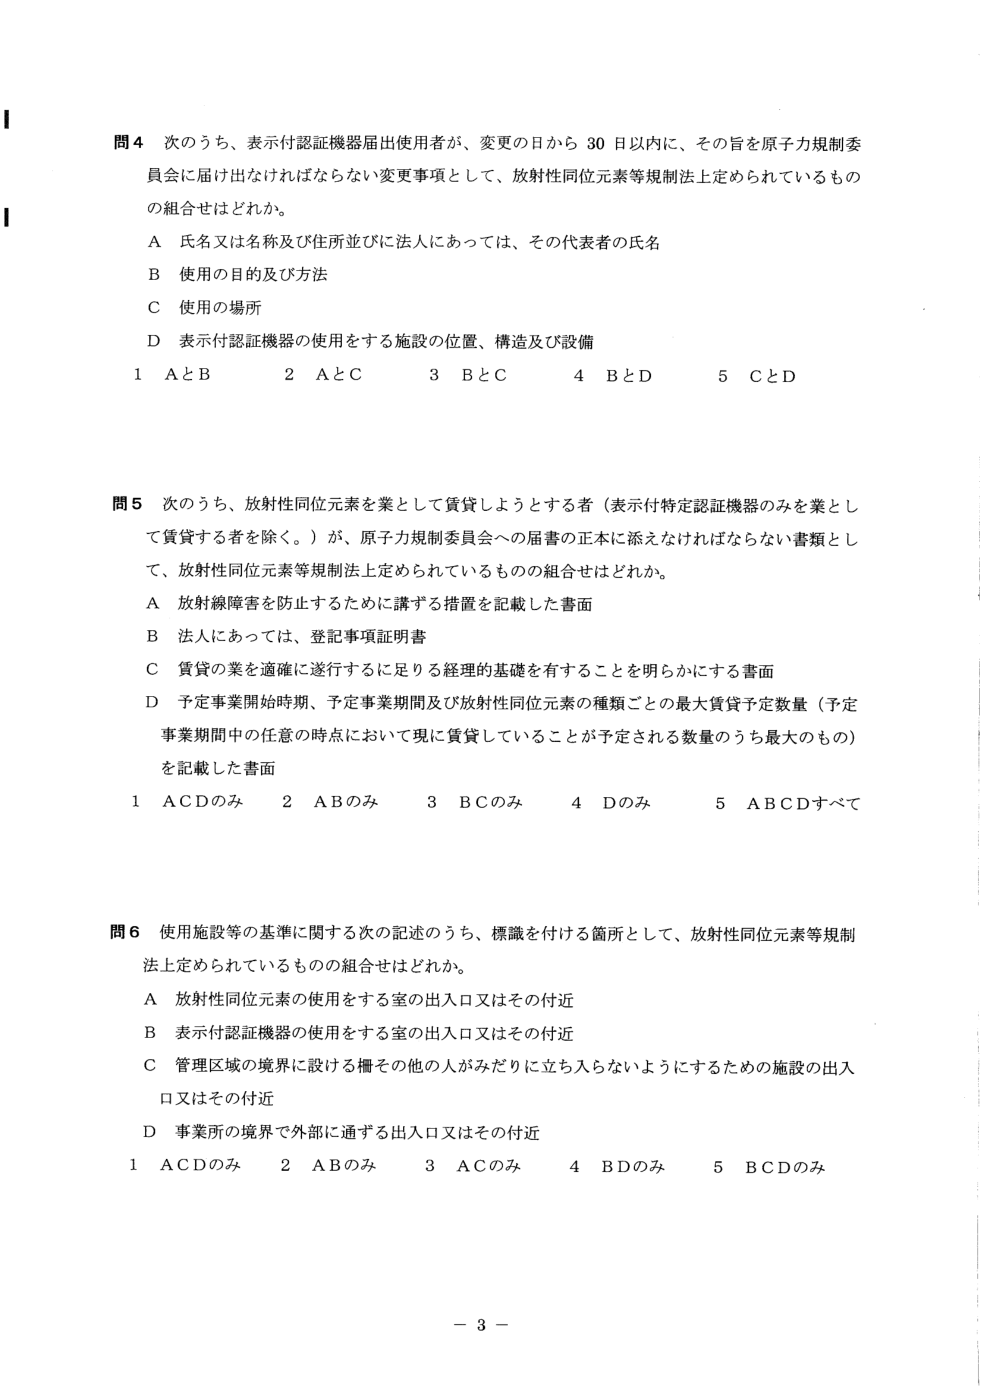 問4 次のうち、表示付認証機器届出使用者が、変更の日から 30 日以内に、その旨を原子力規制委
員会に届け出なければならない変更事項として、放射性同位元素等規制法上定められているもの
の組合せはどれか。
A 氏名又は名称及び住所並びに法人にあっては、その代表者の氏名
B 使用の目的及び方法
C 使用の場所
D 表示付認証機器の使用をする施設の位置、構造及び設備
1 AとB 2 AとC 3 BとC 4 BとD 5 CとD
問5 次のうち、放射性同位元素を業として賃貸しようとする者（表示付特定認証機器のみを業とし
て賃貸する者を除く。）が、原子力規制委員会への届書の正本に添えなければならない書類とし
て、放射性同位元素等規制法上定められているものの組合せはどれか。
A 放射線障害を防止するために講ずる措置を記載した書面
B 法人にあっては、登記事項証明書
C 賃貸の業を適確に遂行するに足りる経理的基礎を有することを明らかにする書面
D 予定事業開始時期、予定事業期間及び放射性同位元素の種類ごとの最大賃貸予定数量（予定
事業期間中の任意の時点において現に賃貸していることが予定される数量のうち最大のもの）
を記載した書面
1 ACDのみ 2 ABのみ 3 BCのみ 4 Dのみ 5 ABCDすべて
問6 使用施設等の基準に関する次の記述のうち、標識を付ける箇所として、放射性同位元素等規制
法上定められているものの組合せはどれか。
A 放射性同位元素の使用をする室の出入口又はその付近
B 表示付認証機器の使用をする室の出入口又はその付近
C 管理区域の境界に設ける柵その他の人がみだりに立ち入らないようにするための施設の出入
口又はその付近
D 事業所の境界で外部に通ずる出入口又はその付近
1 ACDのみ 2 ABのみ 3 ACのみ 4 BDのみ 5 BCDのみ
－ 3 －